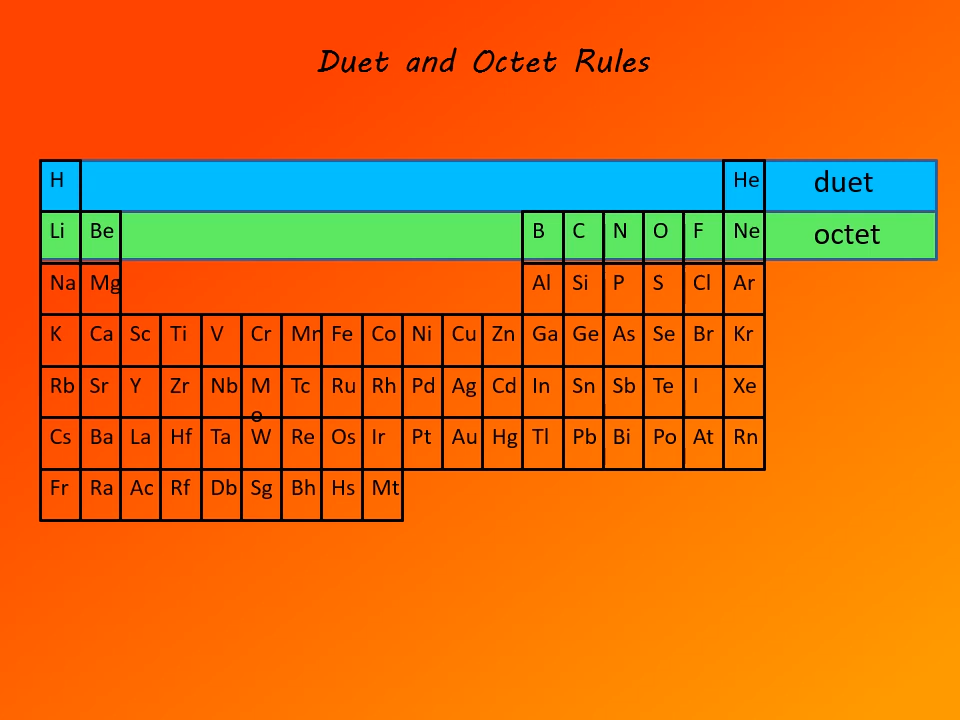 Duet and Octet Rules
H He duet
Li Be B C N O F Ne octet
Na Mg Al Si P S Cl Ar
K Ca Sc Ti V Cr Mn Fe Co Ni Cu Zn Ga Ge As Se Br Kr
Rb Sr Y Zr Nb Mo Tc Ru Rh Pd Ag Cd In Sn Sb Te I Xe
Cs Ba La Hf Ta W Re Os Ir Pt Au Hg Tl Pb Bi Po At Rn
Fr Ra Ac Rf Db Sg Bh Hs Mt